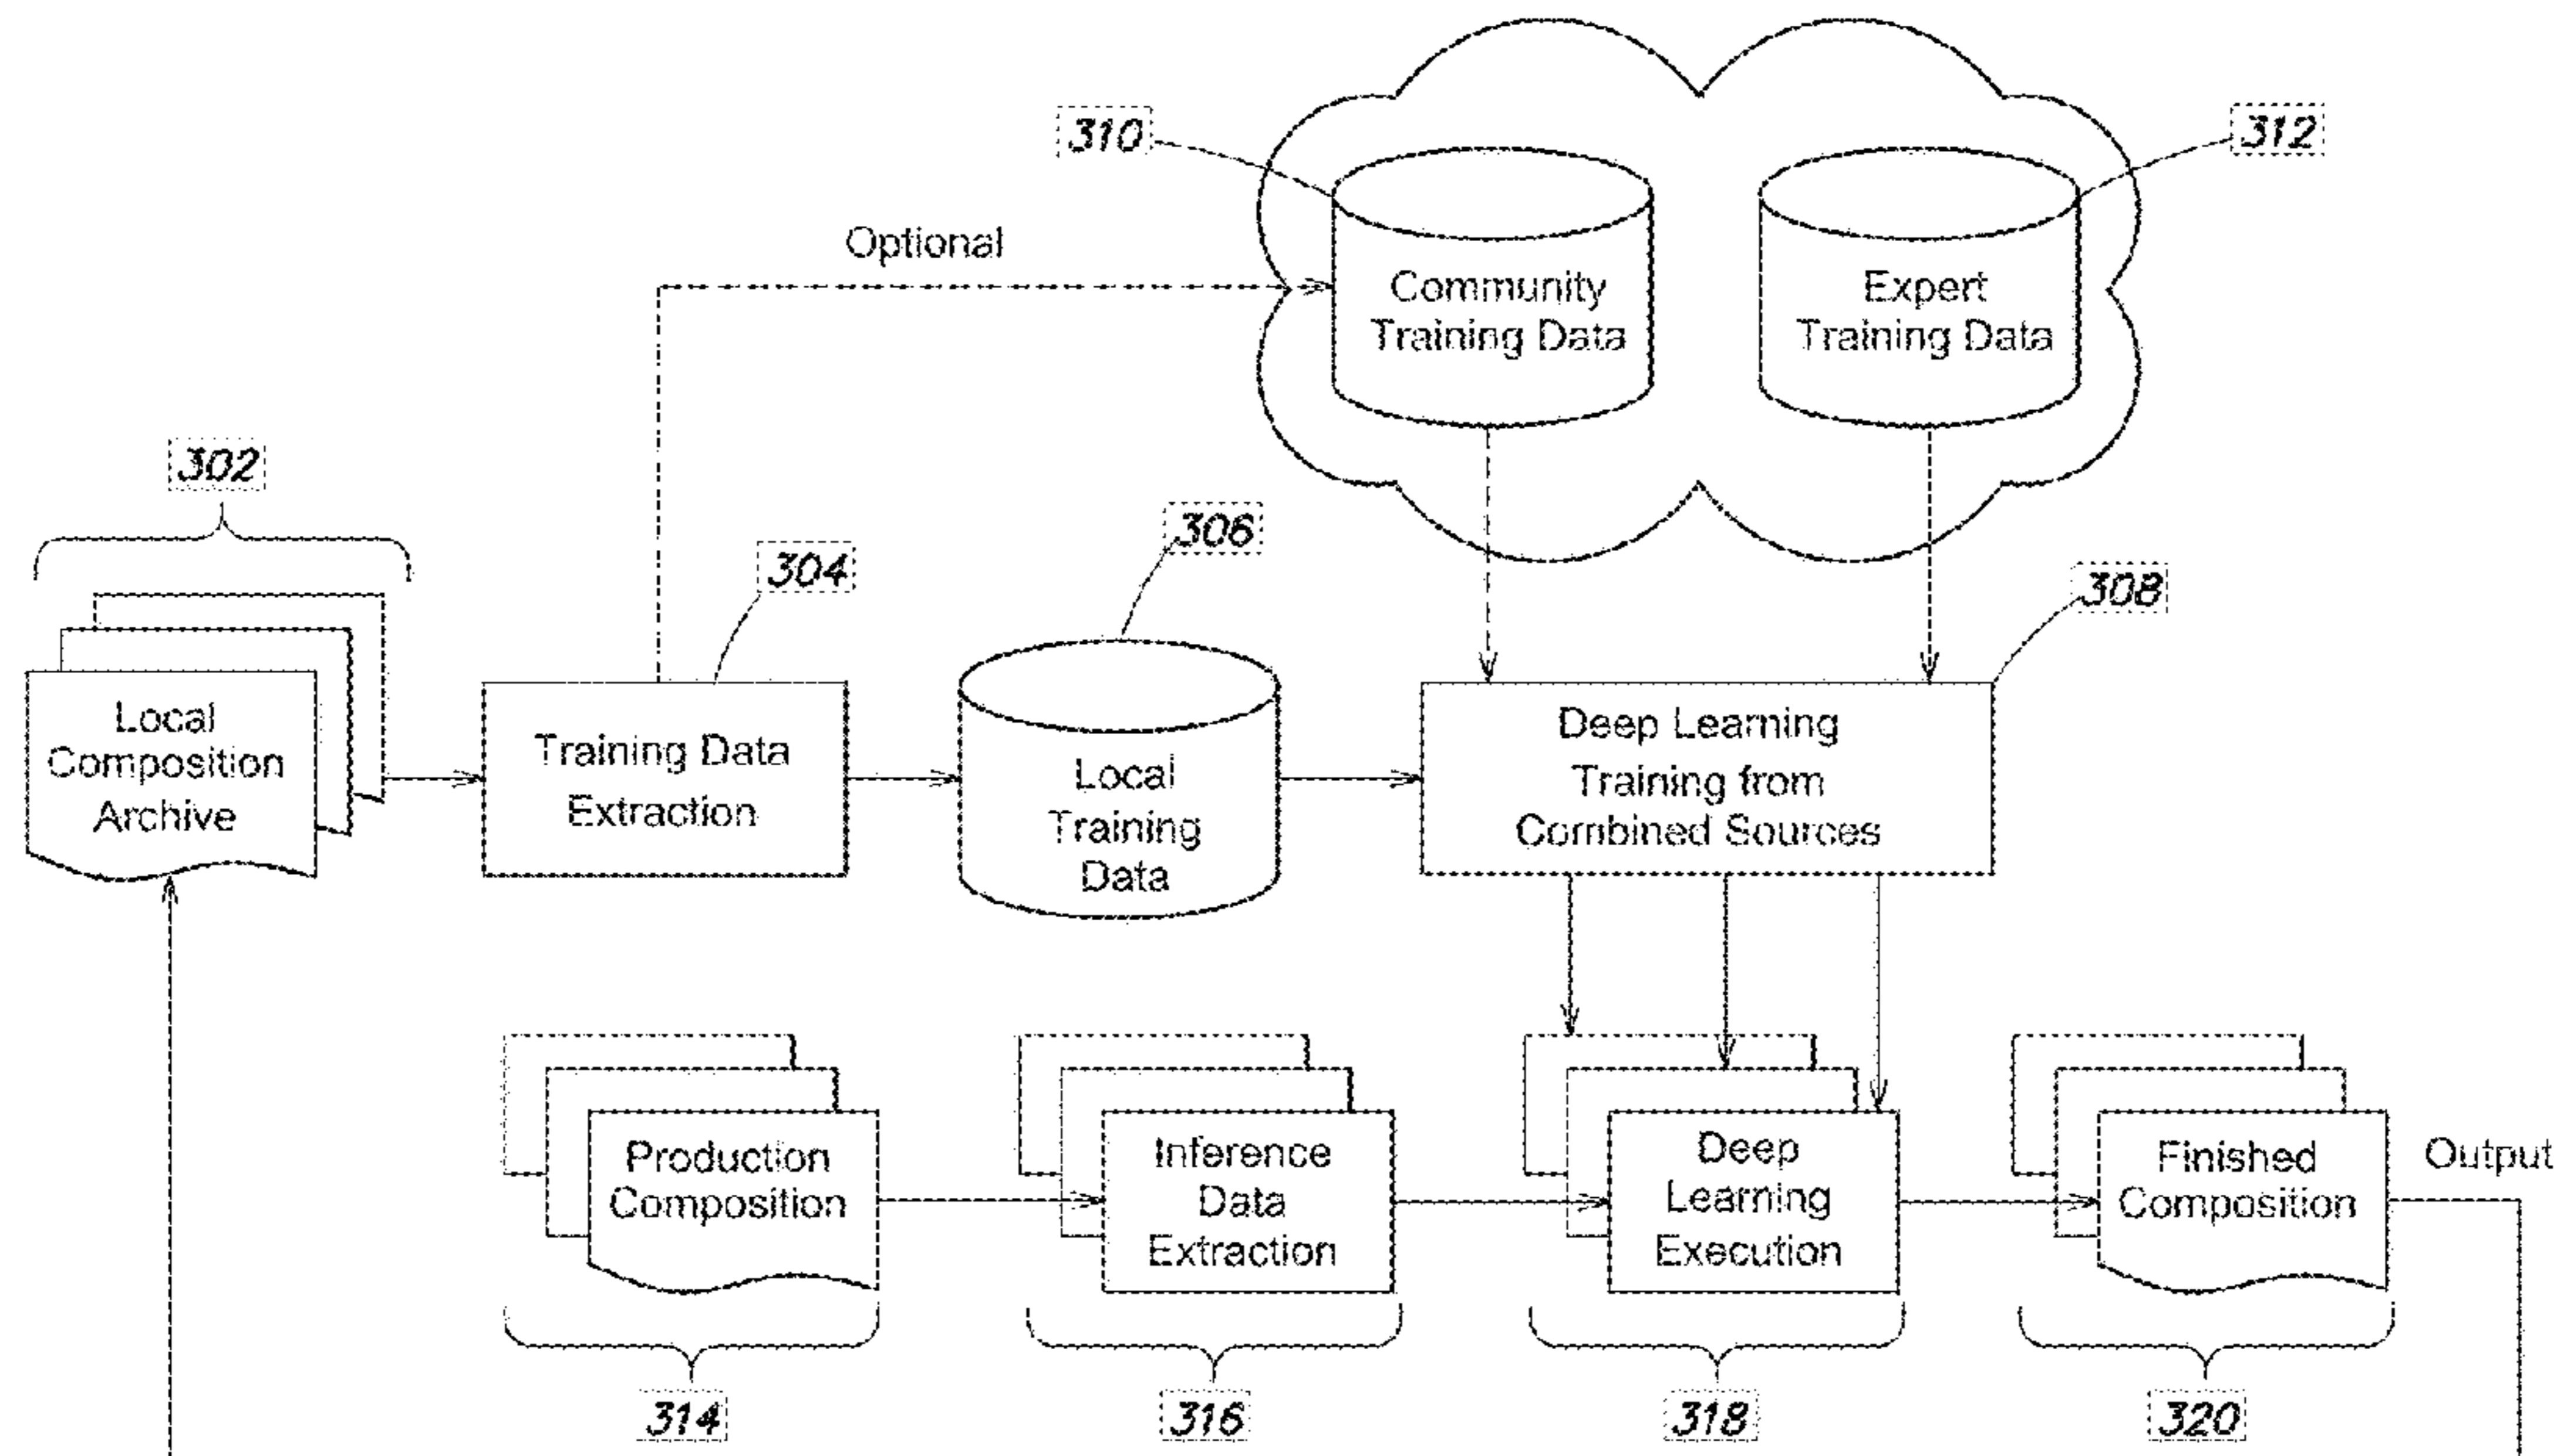 310
312
Optional
Community
Training Data
Expert
Training Data
302
304
306
308
Local
Composition
Archive
Training Data
Extraction
Local
Training
Data
Deep Learning
Training from
Combined Sources
Production
Composition
Inference
Data
Extraction
Deep
Learning
Execution
Finished
Composition
Output
314
316
318
320